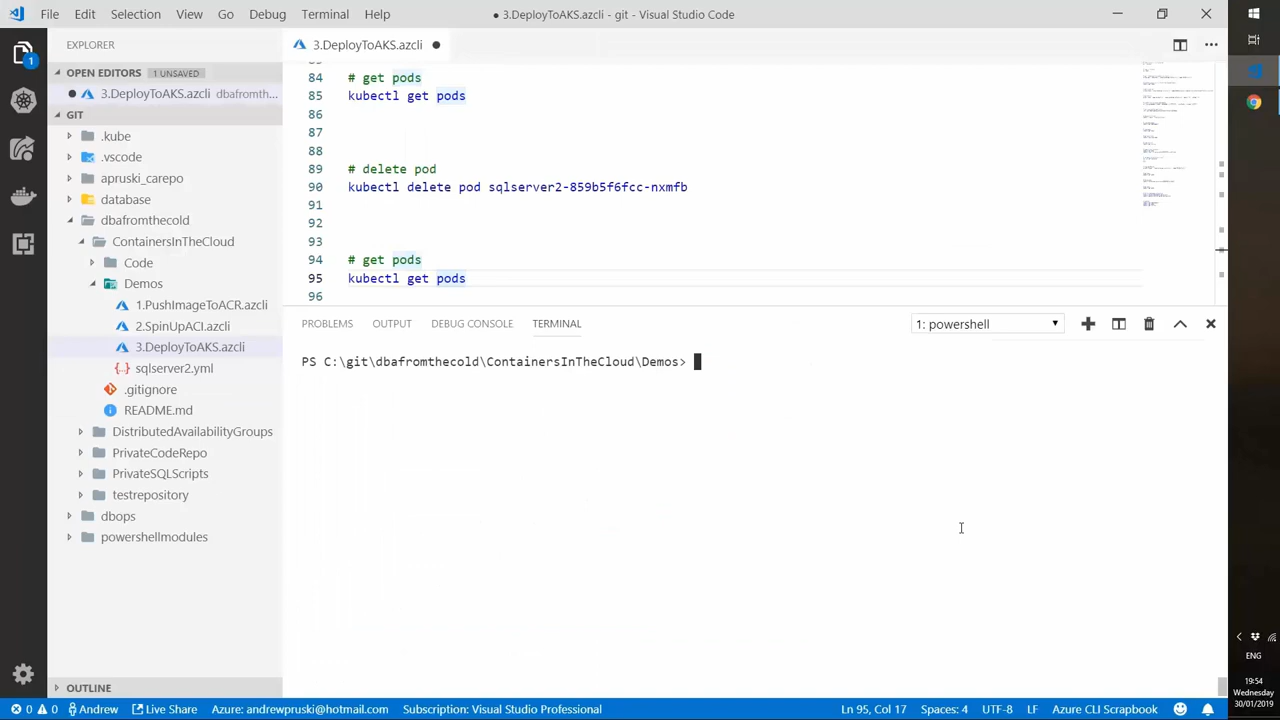 File Edit Selection View Go Debug Terminal Help ● 3.DeployToAKS.azcli - git - Visual Studio Code
EXPLORER
3.DeployToAKS.azcli ●
OPEN EDITORS 1 UNSAVED
● 3.DeployToAKS.azcli dbafromth...
GIT
.kube
.vscode
apruski_cargo
database
dbafromthecold
ContainersInTheCloud
Code
Demos
1.PushImageToACR.azcli
2.SpinUpACI.azcli
3.DeployToAKS.azcli
sqlserver2.yml
.gitignore
README.md
DistributedAvailabilityGroups
PrivateCodeRepo
PrivateSQLScripts
testrepository
dbops
powershellmodules
OUTLINE
84 # get pods
85 kubectl get pods
86
87
88
89 # delete pod
90 kubectl delete pod sqlserver2-859b5f6fcc-nxmfb
91
92
93
94 # get pods
95 kubectl get pods
96
PROBLEMS OUTPUT DEBUG CONSOLE TERMINAL 1: powershell
PS C:\git\dbafromthecold\ContainersInTheCloud\Demos>
0 0 Andrew Live Share Azure: andrewpruski@hotmail.com Subscription: Visual Studio Professional Ln 95, Col 17 Spaces: 4 UTF-8 LF Azure CLI Scrapbook
1
ENG
19:54
Wednesday
30/01/2019